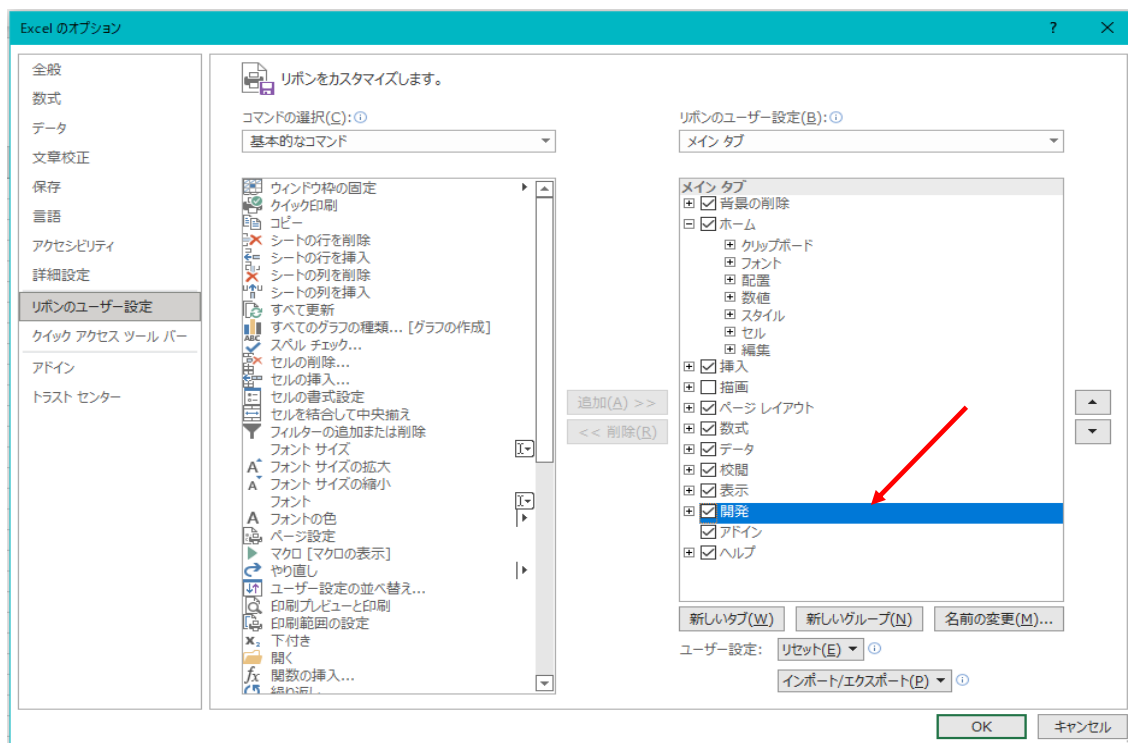 Excel のオプション
?
全般
数式
データ
文章校正
保存
言語
アクセシビリティ
詳細設定
リボンのユーザー設定
クイック アクセス ツール バー
アドイン
トラスト センター
リボンをカスタマイズします。
コマンドの選択(C):
基本的なコマンド
ウィンドウ枠の固定
クイック印刷
コピー
シートの行を削除
シートの行を挿入
シートの列を削除
シートの列を挿入
すべて更新
すべてのグラフの種類... [グラフの作成]
スペル チェック...
セルの削除...
セルの挿入...
セルの書式設定
セルを結合して中央揃え
フィルターの追加または削除
フォント サイズ
フォント サイズの拡大
フォント サイズの縮小
フォント
フォントの色
ページ設定
マクロ [マクロの表示]
やり直し
ユーザー設定の並べ替え...
印刷プレビューと印刷
印刷範囲の設定
下付き
開く
関数の挿入...
繰り返し
追加(A) >>
<< 削除(R)
リボンのユーザー設定(B):
メイン タブ
メイン タブ
背景の削除
ホーム
クリップボード
フォント
配置
数値
スタイル
セル
編集
挿入
描画
ページ レイアウト
数式
データ
校閲
表示
開発
アドイン
ヘルプ
新しいタブ(W)
新しいグループ(N)
名前の変更(M)...
ユーザー設定:
リセット(E)
インポート/エクスポート(P)
OK
キャンセル